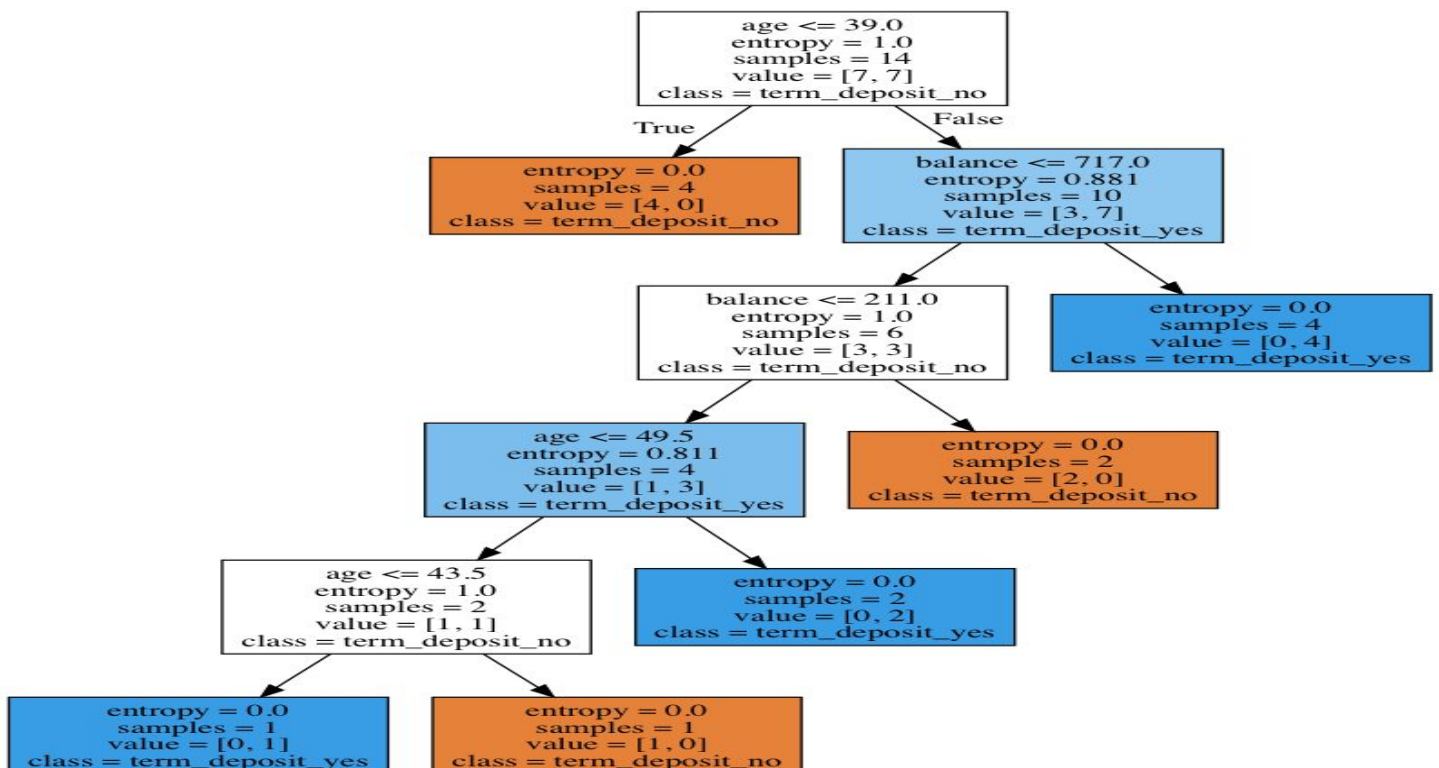 age <= 39.0
entropy = 1.0
samples = 14
value = [7, 7]
class = term_deposit_no
True
False
entropy = 0.0
samples = 4
value = [4, 0]
class = term_deposit_no
balance <= 717.0
entropy = 0.881
samples = 10
value = [3, 7]
class = term_deposit_yes
balance <= 211.0
entropy = 1.0
samples = 6
value = [3, 3]
class = term_deposit_no
entropy = 0.0
samples = 4
value = [0, 4]
class = term_deposit_yes
age <= 49.5
entropy = 0.811
samples = 4
value = [1, 3]
class = term_deposit_yes
entropy = 0.0
samples = 2
value = [2, 0]
class = term_deposit_no
age <= 43.5
entropy = 1.0
samples = 2
value = [1, 1]
class = term_deposit_no
entropy = 0.0
samples = 2
value = [0, 2]
class = term_deposit_yes
entropy = 0.0
samples = 1
value = [0, 1]
class = term_deposit_yes
entropy = 0.0
samples = 1
value = [1, 0]
class = term_deposit_no